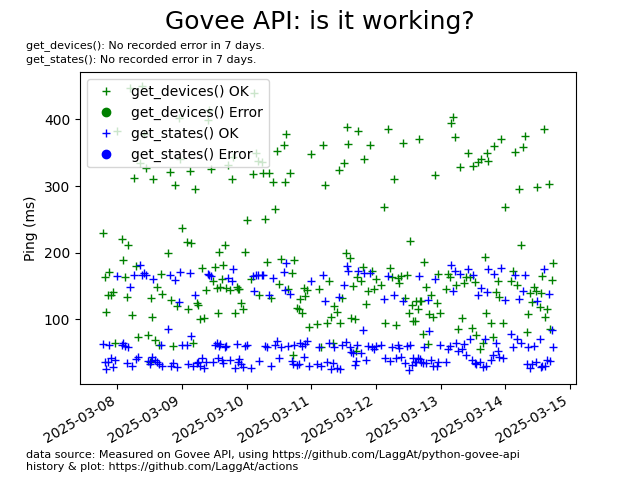 Govee API: is it working?
get_devices(): No recorded error in 7 days.
get_states(): No recorded error in 7 days.
get_devices() OK
get_devices() Error
get_states() OK
get_states() Error
Ping (ms)
400
300
200
100
2025-03-08
2025-03-09
2025-03-10
2025-03-11
2025-03-12
2025-03-13
2025-03-14
2025-03-15
data source: Measured on Govee API, using https://github.com/LaggAt/python-govee-api
history & plot: https://github.com/LaggAt/actions